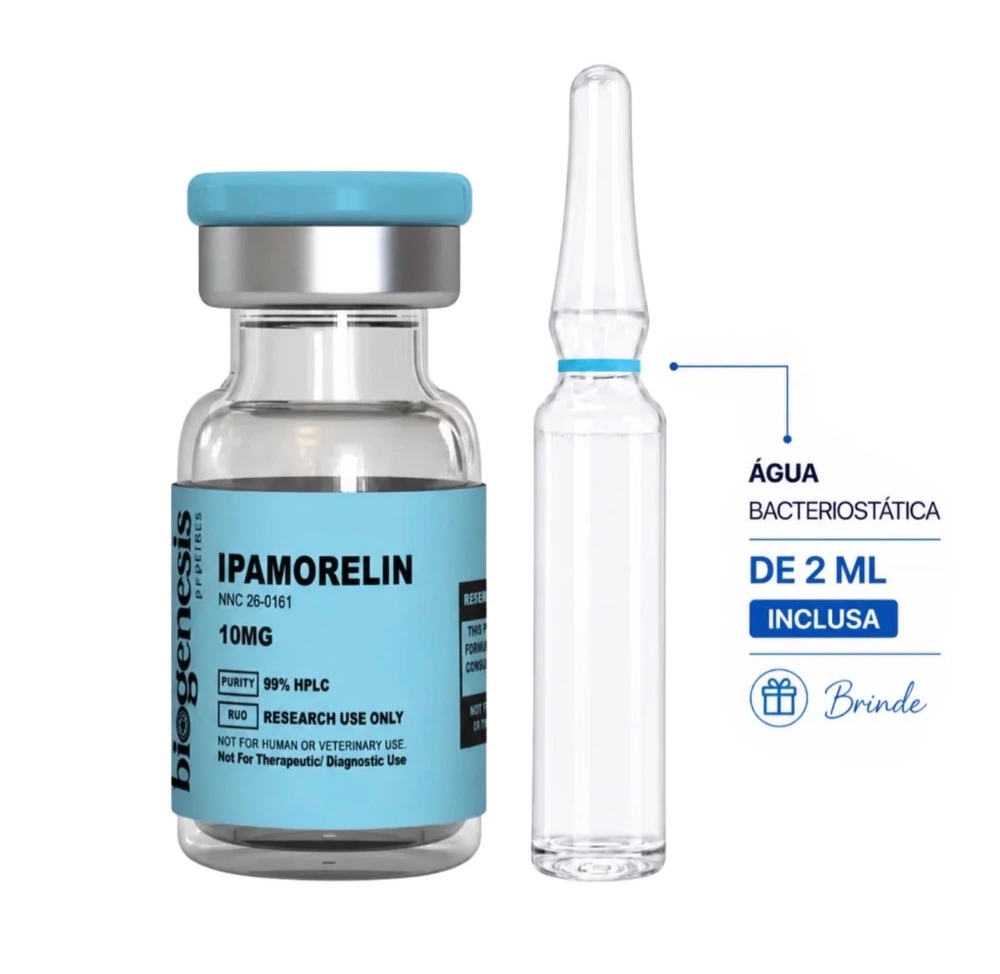 biogenesis
IPAMORELIN
NNC 26-0161
10MG
PURITY 99% HPLC
RUO RESEARCH USE ONLY
NOT FOR HUMAN OR VETERINARY USE.
Not For Therapeutic/ Diagnostic Use
THIS
ÁGUA
BACTERIOSTÁTICA
DE 2 ML
INCLUSA
Brinde